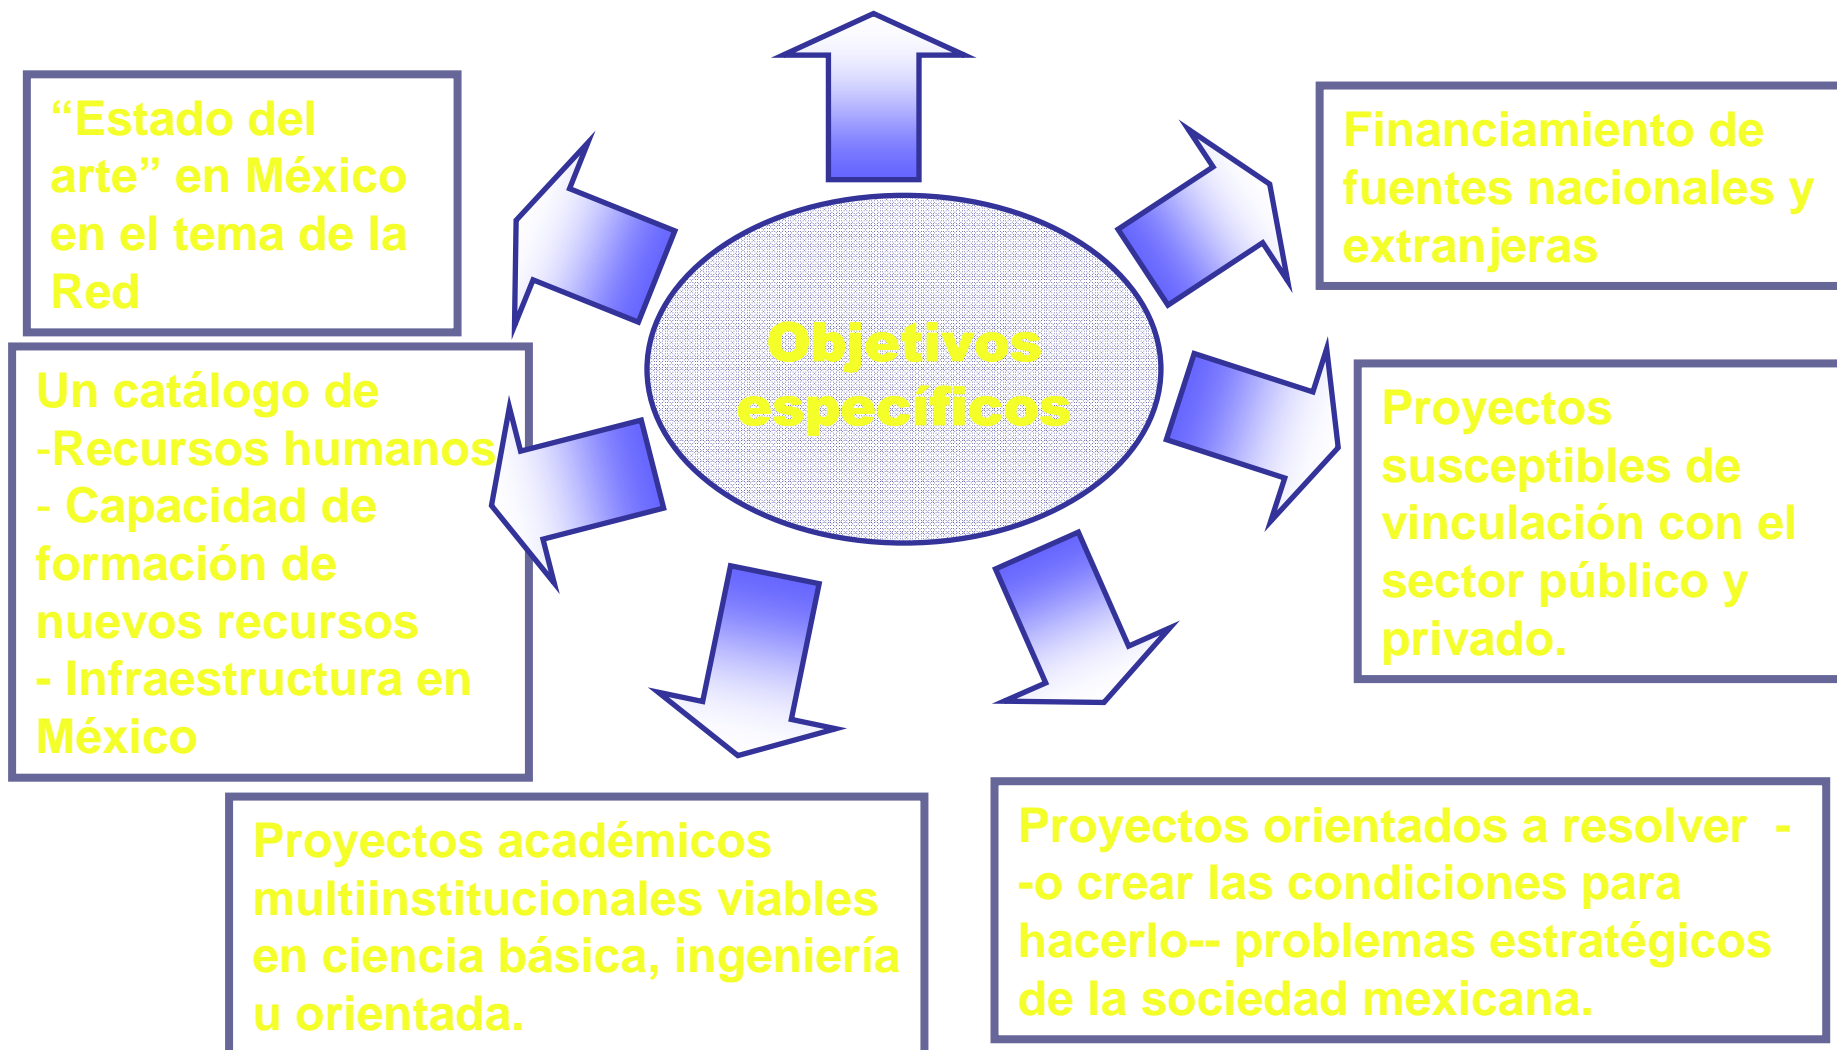 “Estado del
arte” en México
en el tema de la
Red
Financiamiento de
fuentes nacionales y
extranjeras
Objetivos
específicos
Un catálogo de
-Recursos humanos
- Capacidad de
formación de
nuevos recursos
- Infraestructura en
México
Proyectos
susceptibles de
vinculación con el
sector público y
privado.
Proyectos académicos
multiinstitucionales viables
en ciencia básica, ingeniería
u orientada.
Proyectos orientados a resolver -
-o crear las condiciones para
hacerlo-- problemas estratégicos
de la sociedad mexicana.